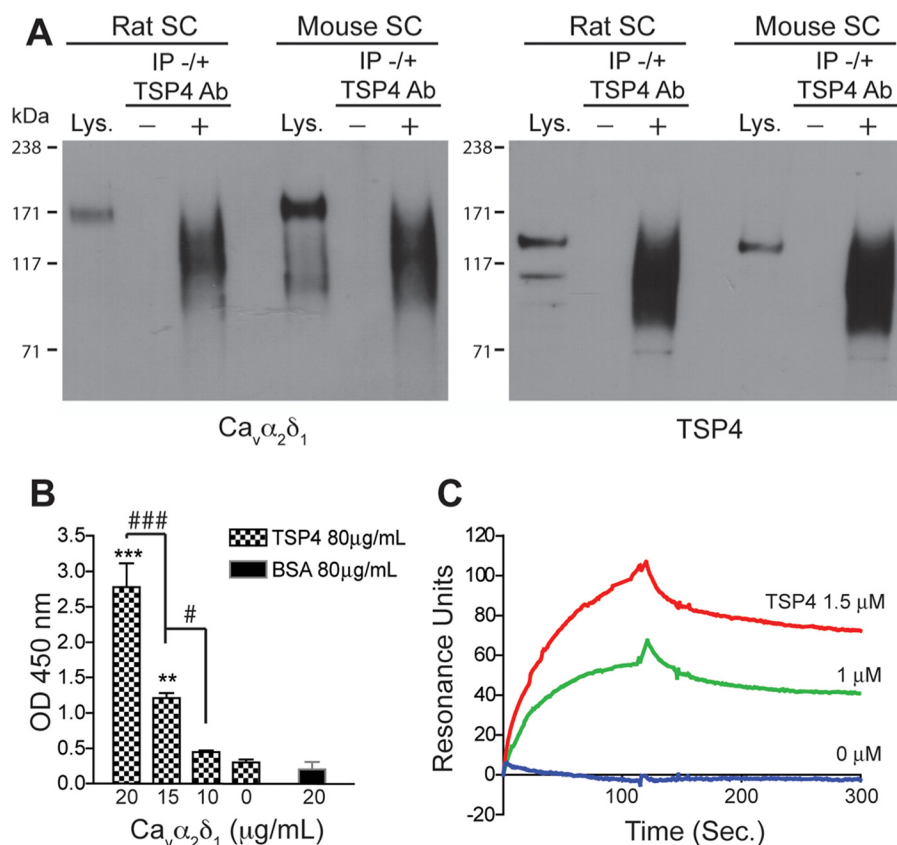 A
Rat SC
Mouse SC
Rat SC
Mouse SC
IP -/+
IP -/+
IP -/+
IP -/+
TSP4 Ab
TSP4 Ab
TSP4 Ab
TSP4 Ab
kDa
Lys. − +
Lys. − +
Lys. − +
Lys. − +
238
171
117
71
238
171
117
71
Cavα2δ1
TSP4
B
###
***
#
**
TSP4 80µg/mL
BSA 80µg/mL
OD 450 nm
3.5
3.0
2.5
2.0
1.5
1.0
0.5
0.0
20 15 10 0 20
Cavα2δ1 (µg/mL)
C
Resonance Units
120
100
80
60
40
20
0
-20
TSP4 1.5 µM
1 µM
0 µM
100 200 300
Time (Sec.)